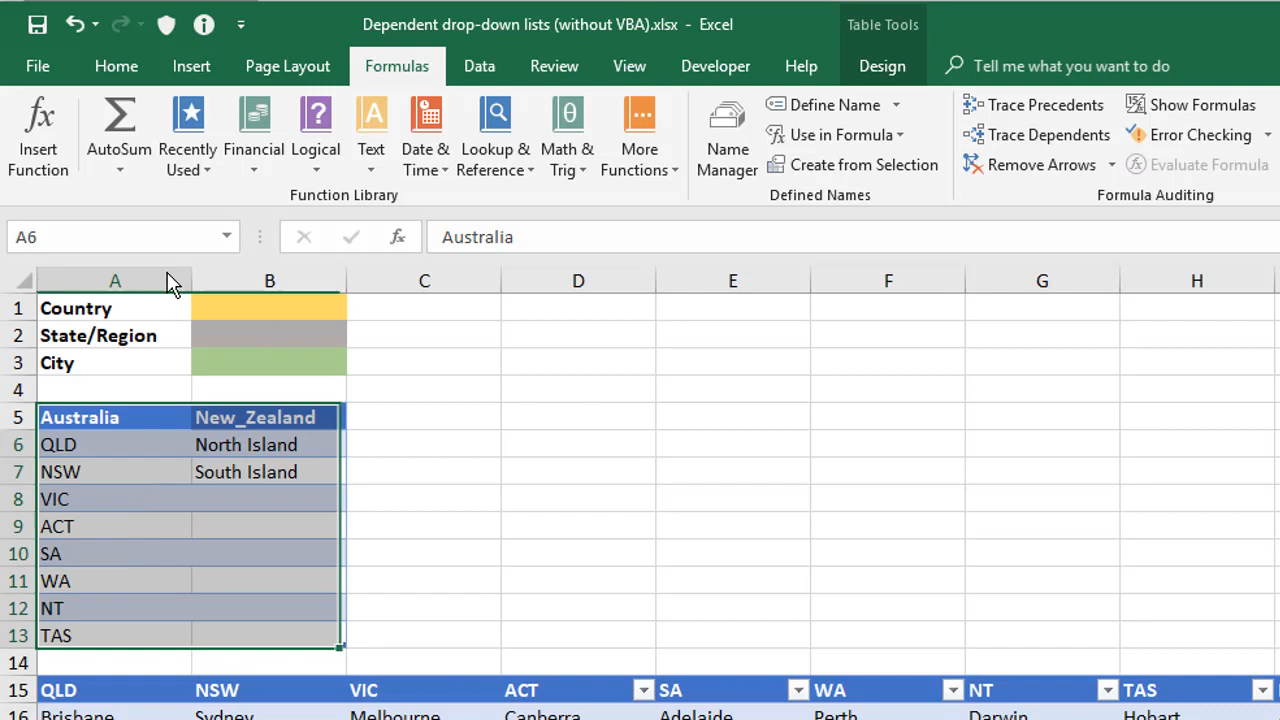 Dependent drop-down lists (without VBA).xlsx - Excel
Table Tools
File Home Insert Page Layout Formulas Data Review View Developer Help Design Tell me what you want to do
fx Insert Function
Σ AutoSum
Recently Used
Financial
? Logical
A Text
Date & Time
Lookup & Reference
θ Math & Trig
More Functions
Function Library
Name Manager
Define Name
Use in Formula
Create from Selection
Defined Names
Trace Precedents
Trace Dependents
Remove Arrows
Show Formulas
Error Checking
Evaluate Formula
Formula Auditing
A6 fx Australia
A B C D E F G H
1 Country
2 State/Region
3 City
4
5 Australia New_Zealand
6 QLD North Island
7 NSW South Island
8 VIC
9 ACT
10 SA
11 WA
12 NT
13 TAS
14
15 QLD NSW VIC ACT SA WA NT TAS
16 Brisbane Sydney Melbourne Canberra Adelaide Perth Darwin Hobart